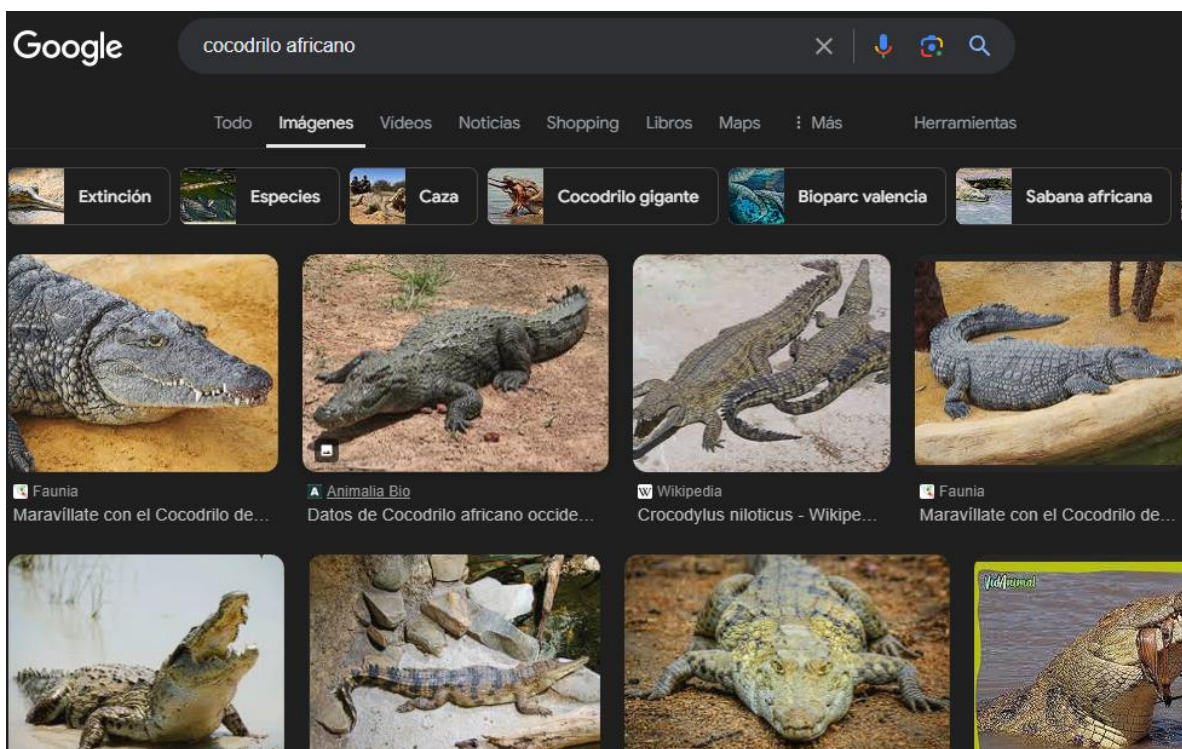 Google
cocodrilo africano
Todo Imágenes Videos Noticias Shopping Libros Maps Más Herramientas
Extinción Especies Caza Cocodrilo gigante Bioparc valencia Sabana africana
Faunia Animalia Bio Wikipedia Faunia
Maravíllate con el Cocodrilo de... Datos de Cocodrilo africano occide... Crocodylus niloticus - Wikipe... Maravíllate con el Cocodrilo de...
VidAnimal